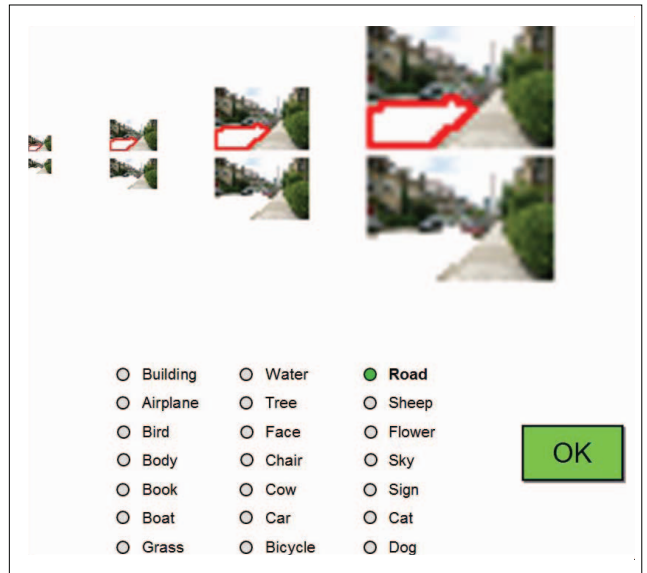 Building Water Road
Airplane Tree Sheep
Bird Face Flower
Body Chair Sky
Book Cow Sign
Boat Car Cat
Grass Bicycle Dog
OK